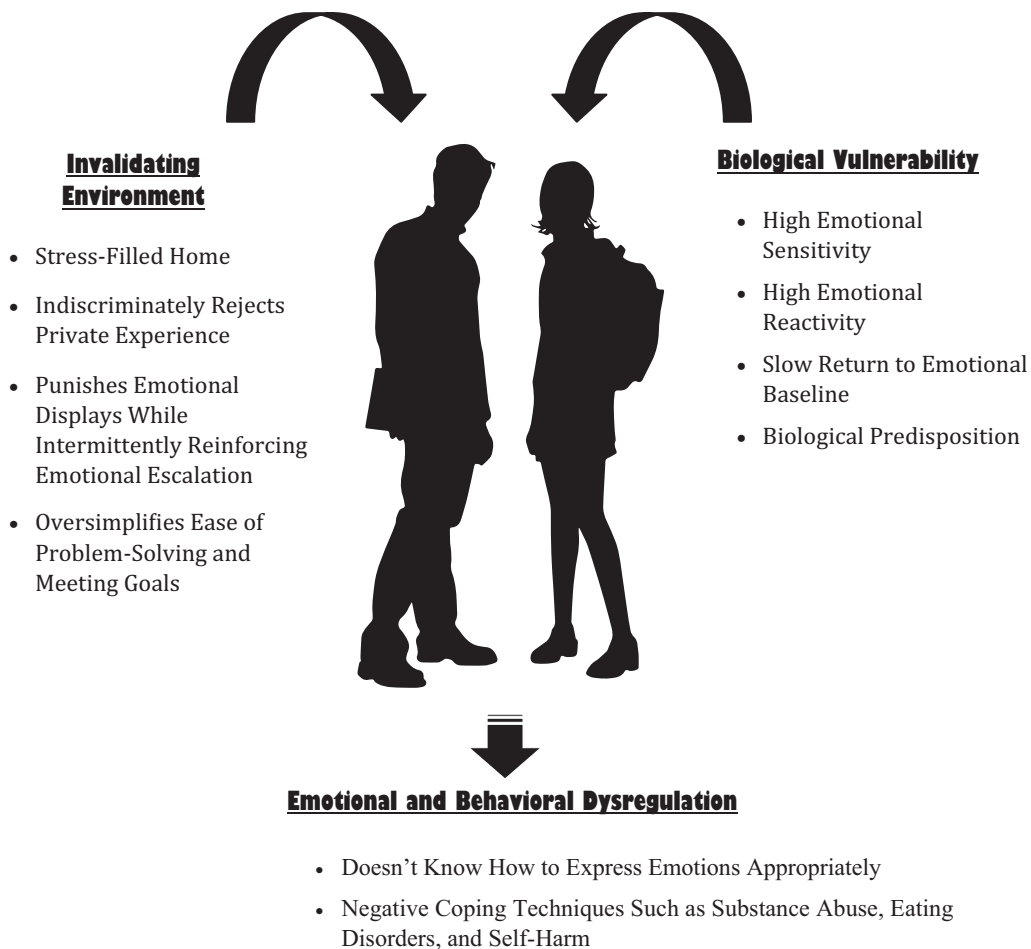 Invalidating
Environment
• Stress-Filled Home
• Indiscriminately Rejects
Private Experience
• Punishes Emotional
Displays While
Intermittently Reinforcing
Emotional Escalation
• Oversimplifies Ease of
Problem-Solving and
Meeting Goals
Biological Vulnerability
• High Emotional
Sensitivity
• High Emotional
Reactivity
• Slow Return to Emotional
Baseline
• Biological Predisposition
Emotional and Behavioral Dysregulation
• Doesn’t Know How to Express Emotions Appropriately
• Negative Coping Techniques Such as Substance Abuse, Eating
Disorders, and Self-Harm